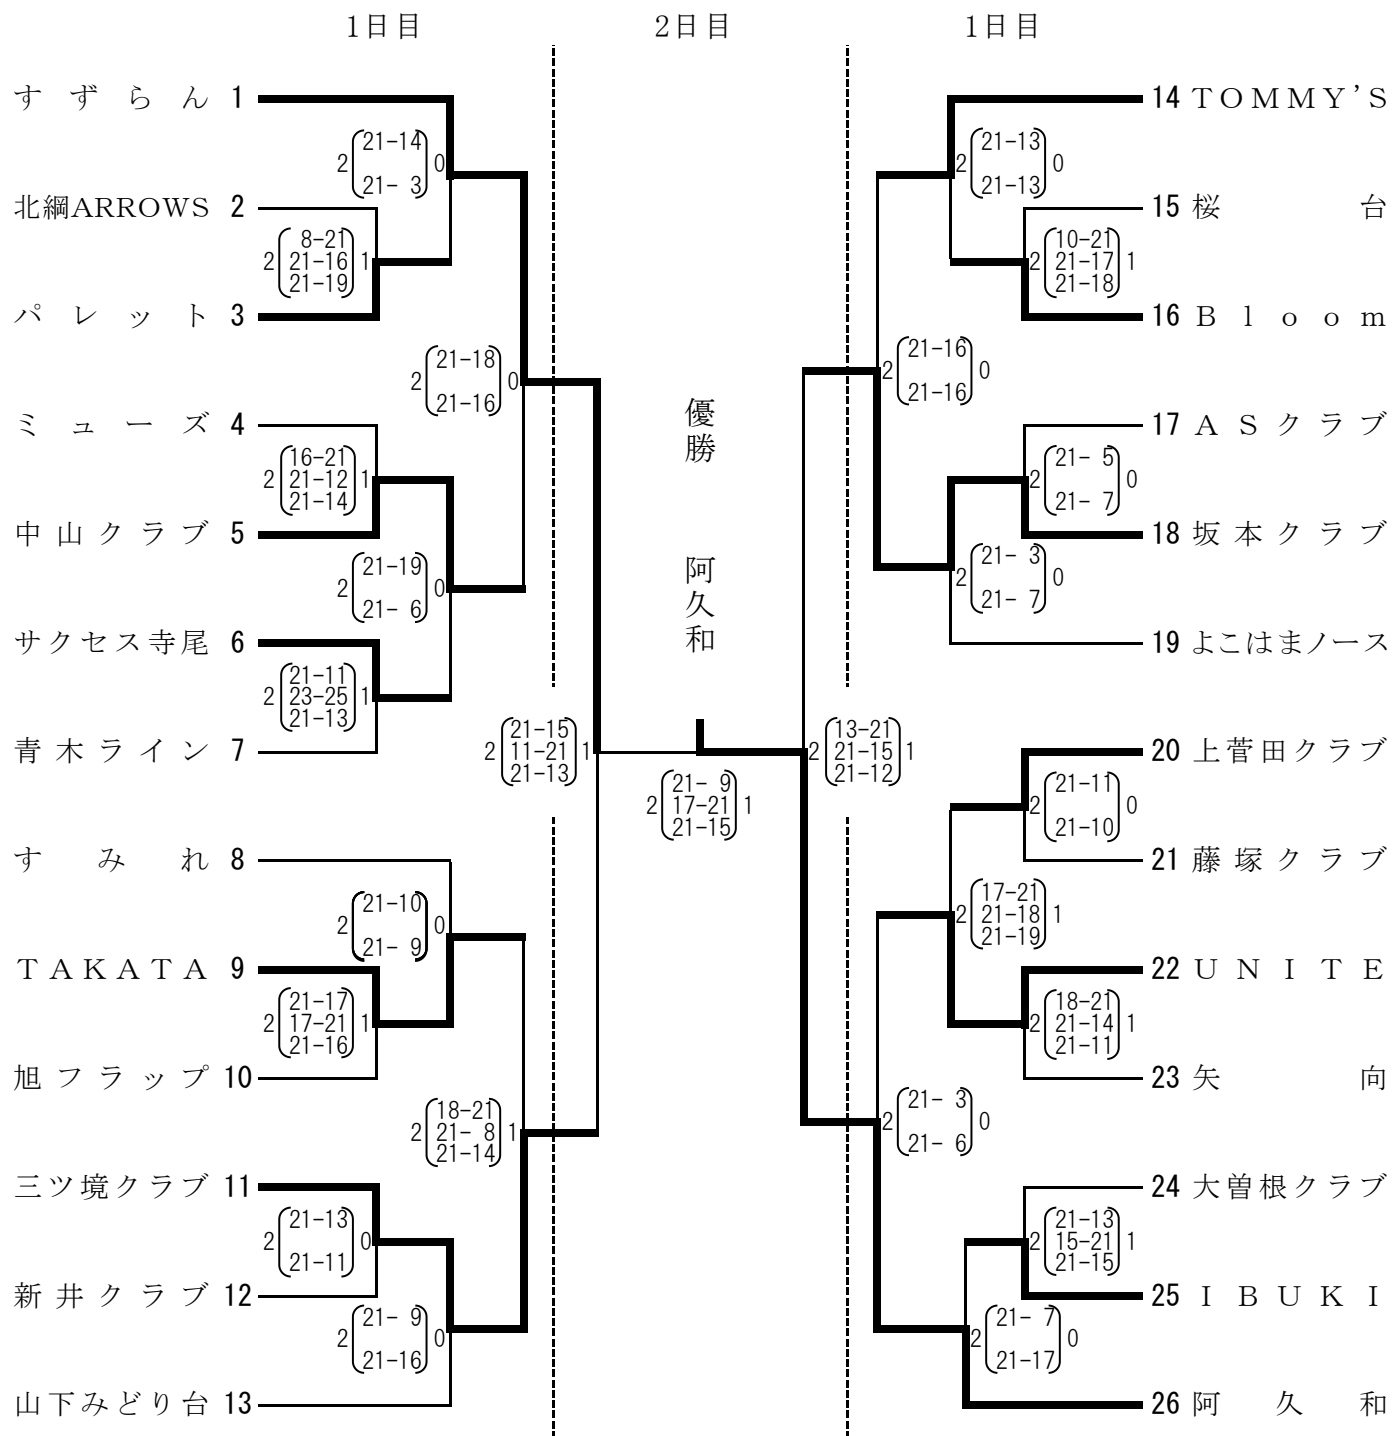 1日目 2日目 1日目
すずらん 1
2 21-14 21- 3 0
北綱ARROWS 2
2 8-21 21-16 21-19 1
パレット 3
2 21-18 21-16 0
ミューズ 4
2 16-21 21-12 21-14 1
中山クラブ 5
2 21-19 21- 6 0
サクセス寺尾 6
2 21-11 23-25 21-13 1
青木ライン 7
2 21-15 11-21 21-13 1
すみれ 8
2 21-10 21- 9 0
TAKATA 9
2 21-17 17-21 21-16 1
旭フラップ 10
2 18-21 21- 8 21-14 1
三ツ境クラブ 11
2 21-13 21-11 0
新井クラブ 12
2 21- 9 21-16 0
山下みどり台 13
優勝 阿久和
2 21- 9 17-21 21-15 1
14 TOMMY'S
2 21-13 21-13 0
15 桜台
2 10-21 21-17 21-18 1
16 Bloom
2 21-16 21-16 0
17 ASクラブ
2 21- 5 21- 7 0
18 坂本クラブ
2 21- 3 21- 7 0
19 よこはまノース
2 13-21 21-15 21-12 1
20 上菅田クラブ
2 21-11 21-10 0
21 藤塚クラブ
2 17-21 21-18 21-19 1
22 UNITE
2 18-21 21-14 21-11 1
23 矢向
2 21- 3 21- 6 0
24 大曽根クラブ
2 21-13 15-21 21-15 1
25 IBUKI
2 21- 7 21-17 0
26 阿久和